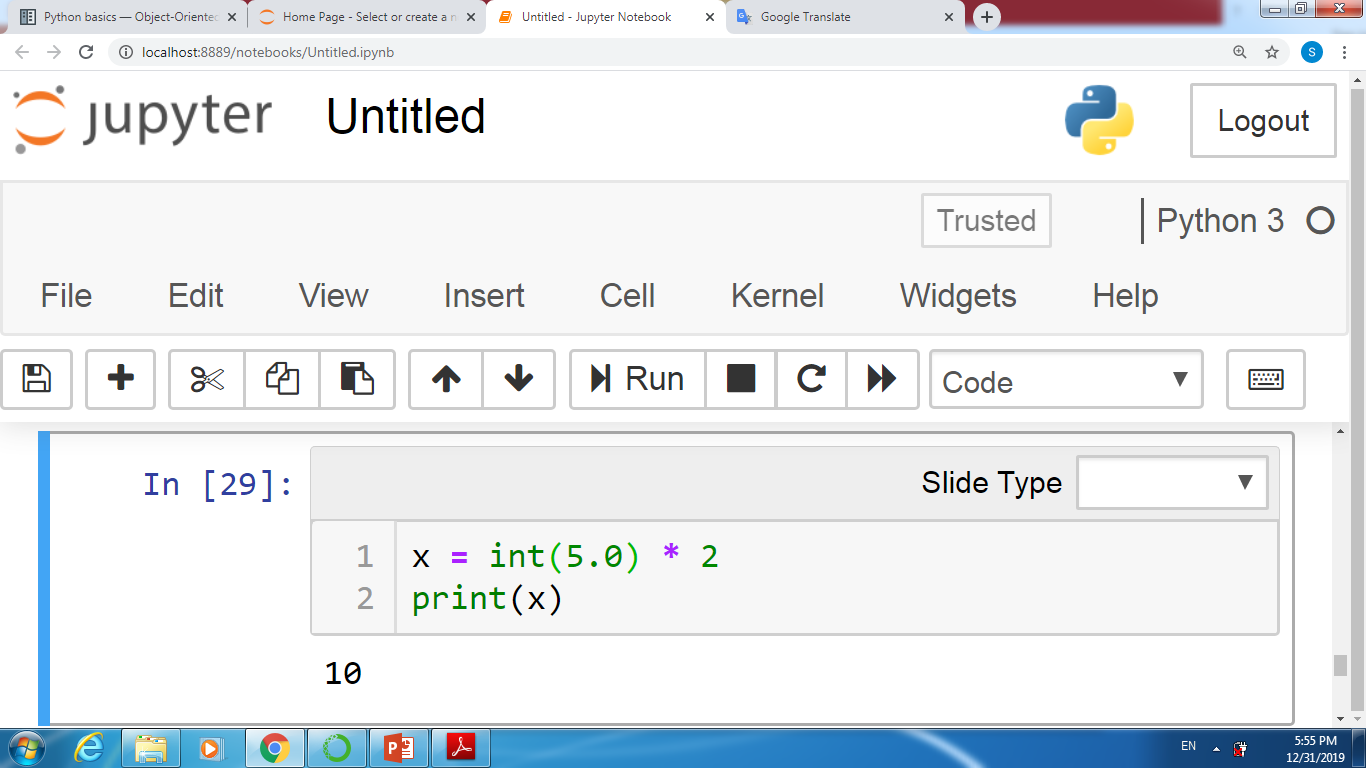 Python basics — Object-Oriente
Home Page - Select or create a n
Untitled - Jupyter Notebook
Google Translate
localhost:8889/notebooks/Untitled.ipynb
S
jupyter Untitled
Logout
Trusted
Python 3
File Edit View Insert Cell Kernel Widgets Help
Run
Code
In [29]:
Slide Type
1 x = int(5.0) * 2
2 print(x)
10
EN
5:55 PM
12/31/2019